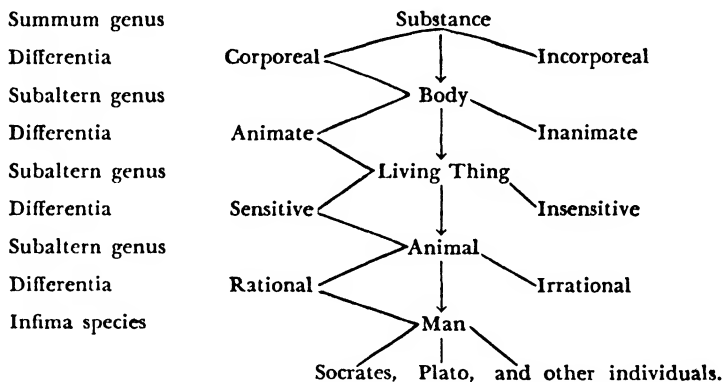 Summum genus Substance
Differentia Corporeal Incorporeal
Subaltern genus Body
Differentia Animate Inanimate
Subaltern genus Living Thing
Differentia Sensitive Insensitive
Subaltern genus Animal
Differentia Rational Irrational
Infima species Man
Socrates, Plato, and other individuals.